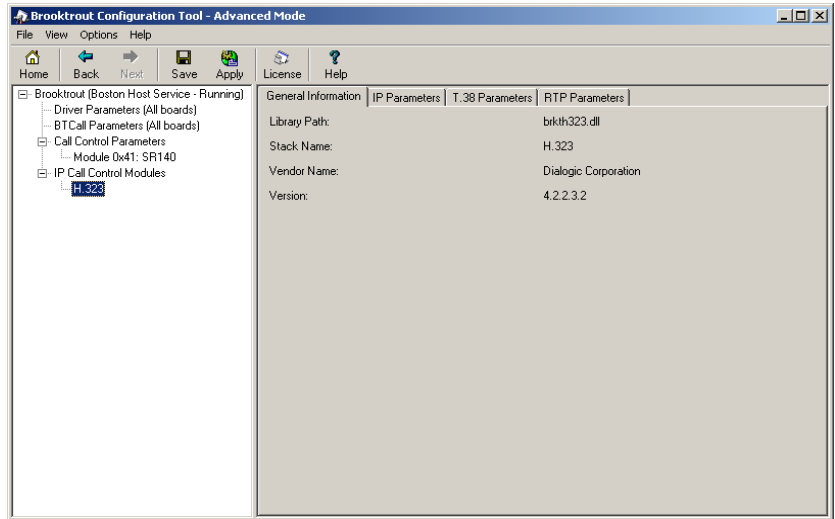 Brooktrout Configuration Tool - Advanced Mode
File View Options Help
Home Back Next Save Apply License Help
Brooktrout (Boston Host Service - Running)
Driver Parameters (All boards)
BTCall Parameters (All boards)
Call Control Parameters
Module 0x41: SR140
IP Call Control Modules
H.323
General Information IP Parameters T.38 Parameters RTP Parameters
Library Path: brkth323.dll
Stack Name: H.323
Vendor Name: Dialogic Corporation
Version: 4.2.2.3.2